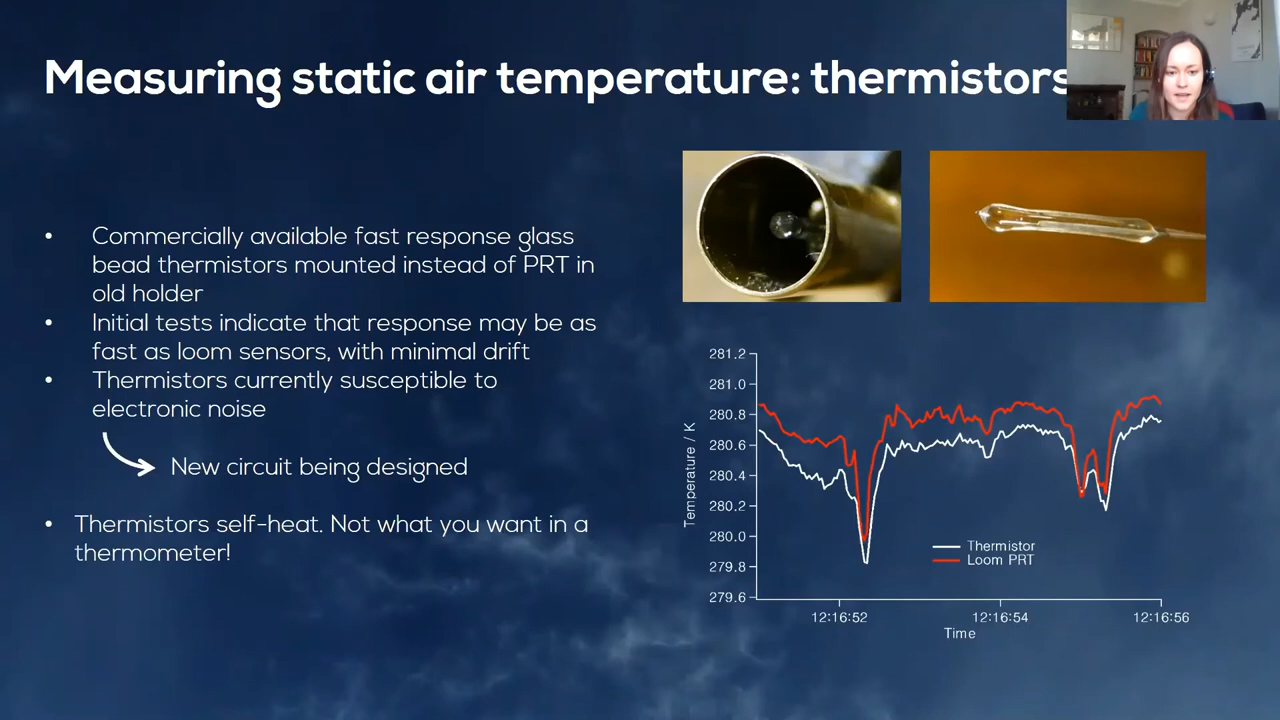 Measuring static air temperature: thermistors
Commercially available fast response glass
bead thermistors mounted instead of PRT in
old holder
Initial tests indicate that response may be as
fast as loom sensors, with minimal drift
Thermistors currently susceptible to
electronic noise
New circuit being designed
Thermistors self-heat. Not what you want in a
thermometer!
281.2
281.0
280.8
280.6
280.4
280.2
280.0
279.8
279.6
Temperature / K
Thermistor
Loom PRT
12:16:52 12:16:54 12:16:56
Time